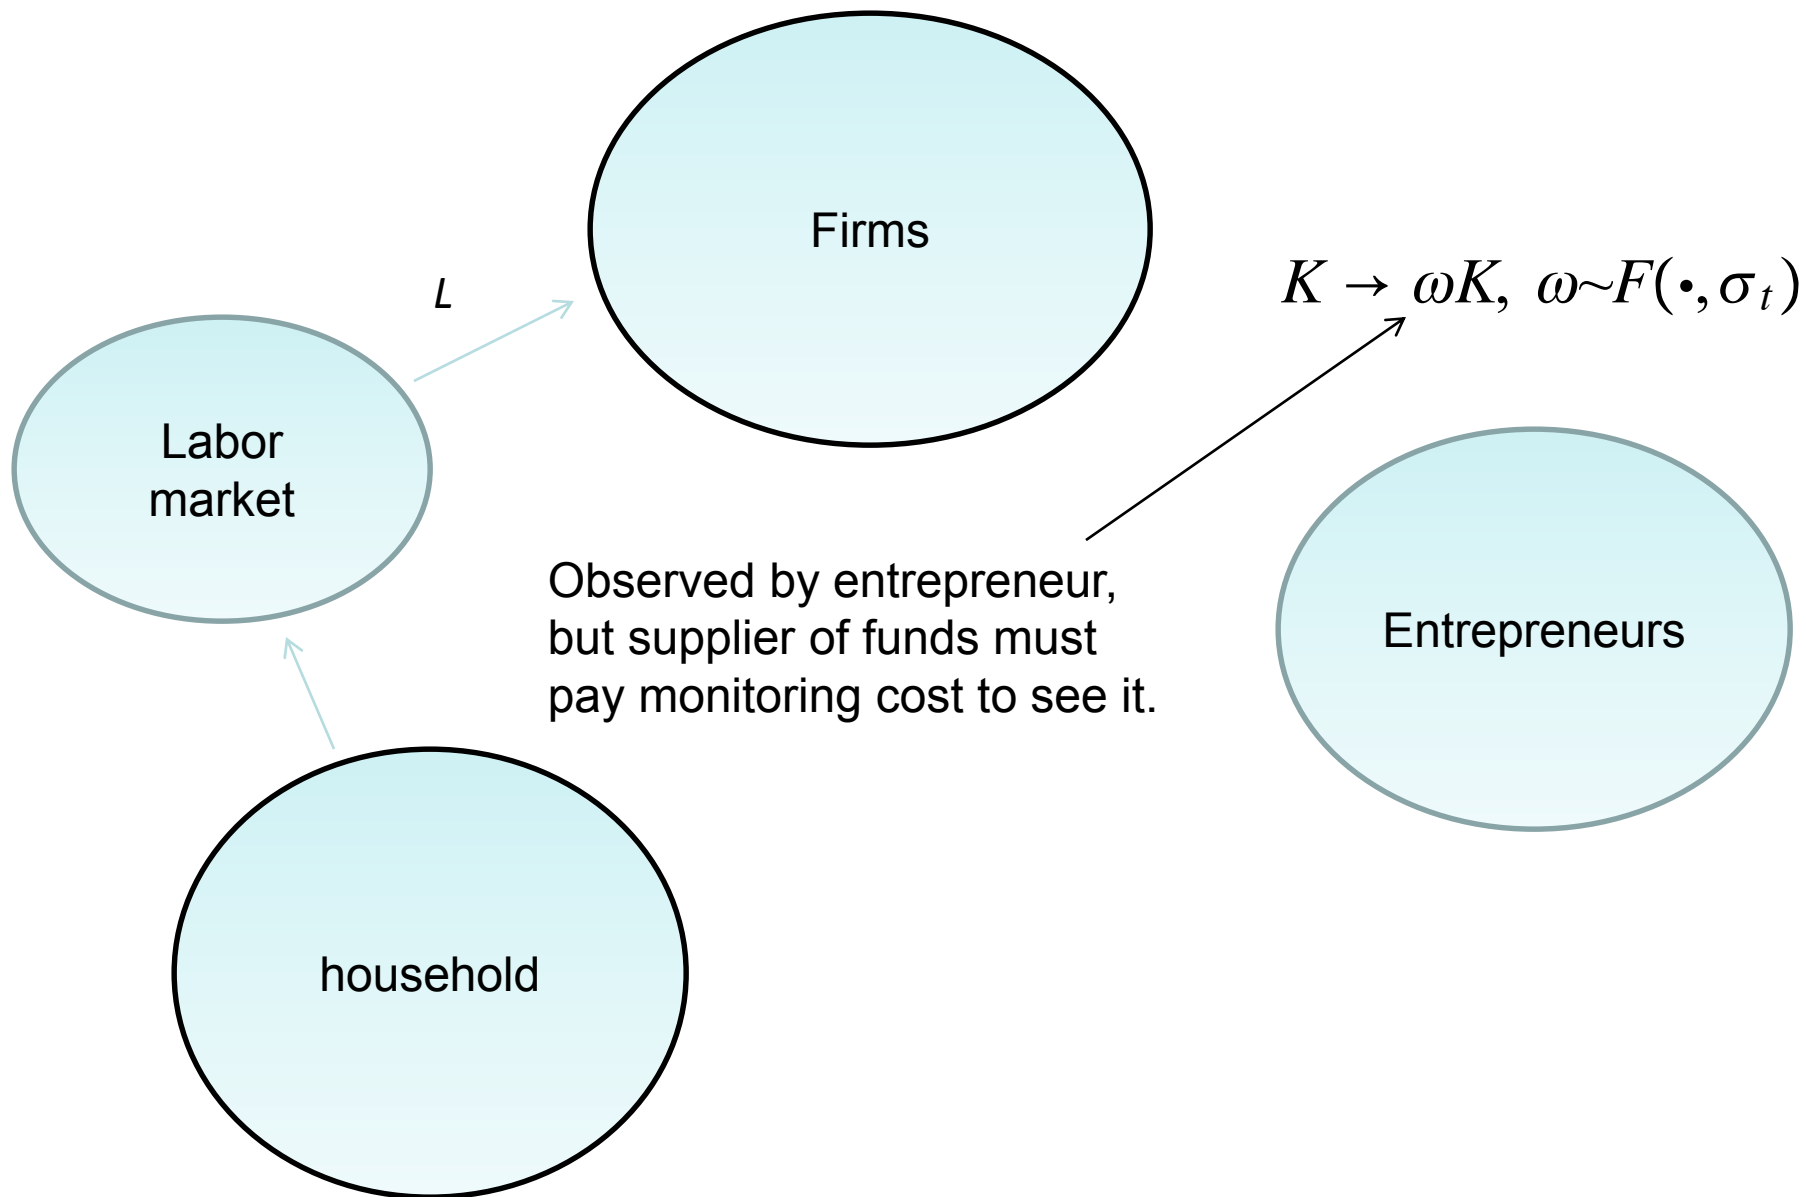 Firms
K → ωK, ω~F(•,σ_t)
L
Labor
market
Observed by entrepreneur,
but supplier of funds must
pay monitoring cost to see it.
Entrepreneurs
household